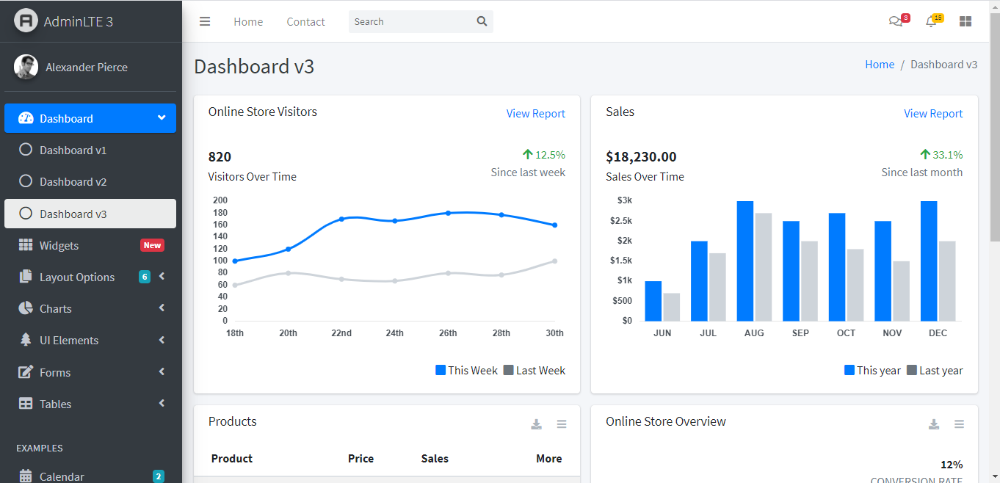 AdminLTE 3
Home Contact Search 3 15
Alexander Pierce
Dashboard
Dashboard v1
Dashboard v2
Dashboard v3
Widgets New
Layout Options 6
Charts
UI Elements
Forms
Tables
EXAMPLES
Calendar 2
Dashboard v3
Home / Dashboard v3
Online Store Visitors
View Report
820
Visitors Over Time
12.5%
Since last week
200
180
160
140
120
100
80
60
40
20
0
18th 20th 22nd 24th 26th 28th 30th
This Week Last Week
Sales
View Report
$18,230.00
Sales Over Time
33.1%
Since last month
$3k
$2.5k
$2k
$1.5k
$1k
$500
$0
JUN JUL AUG SEP OCT NOV DEC
This year Last year
Products
Product Price Sales More
Online Store Overview
12%
CONVERSION RATE